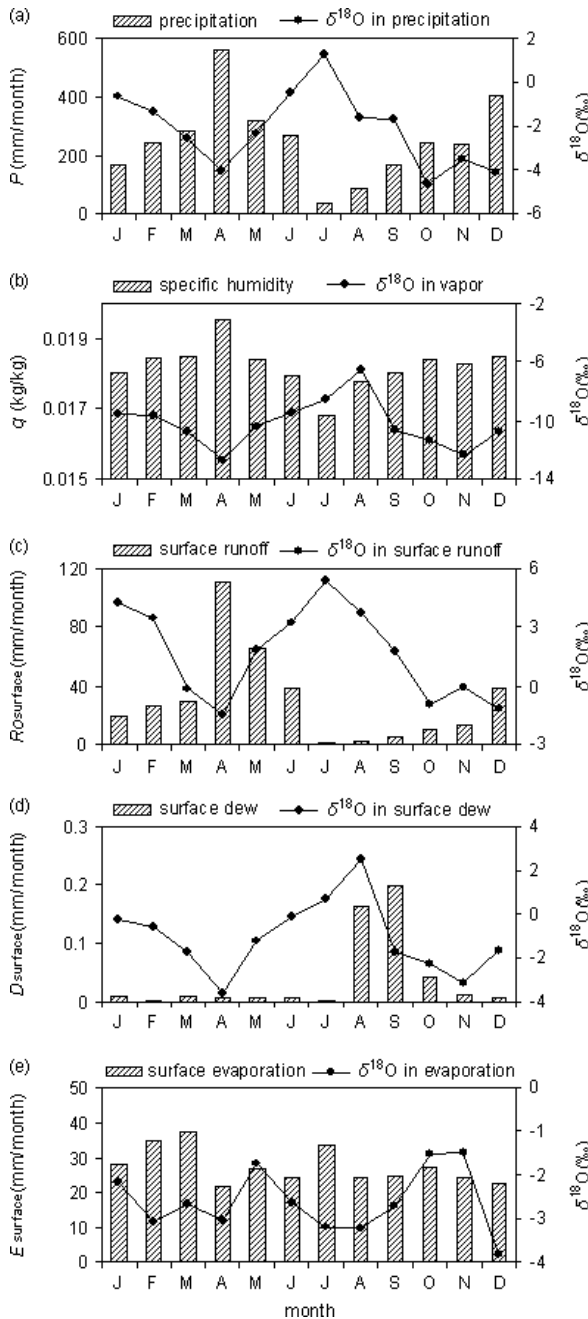 (a) precipitation δ18O in precipitation
600 2
400 0
-2
200 -4
0 -6
P (mm/month)
δ18O(‰)
J F M A M J J A S O N D
(b) specific humidity δ18O in vapor
-2
0.019 -6
0.017 -10
0.015 -14
q (kg/kg)
δ18O(‰)
J F M A M J J A S O N D
(c) surface runoff δ18O in surface runoff
120 6
80 3
40 0
0 -3
Rosurface(mm/month)
δ18O(‰)
J F M A M J J A S O N D
(d) surface dew δ18O in surface dew
0.3 4
0.2 2
0
0.1 -2
0 -4
Dsurface(mm/month)
δ18O(‰)
J F M A M J J A S O N D
(e) surface evaporation δ18O in evaporation
50 0
40 -1
30 -2
20 -3
10
0 -4
Esurface(mm/month)
δ18O(‰)
J F M A M J J A S O N D
month